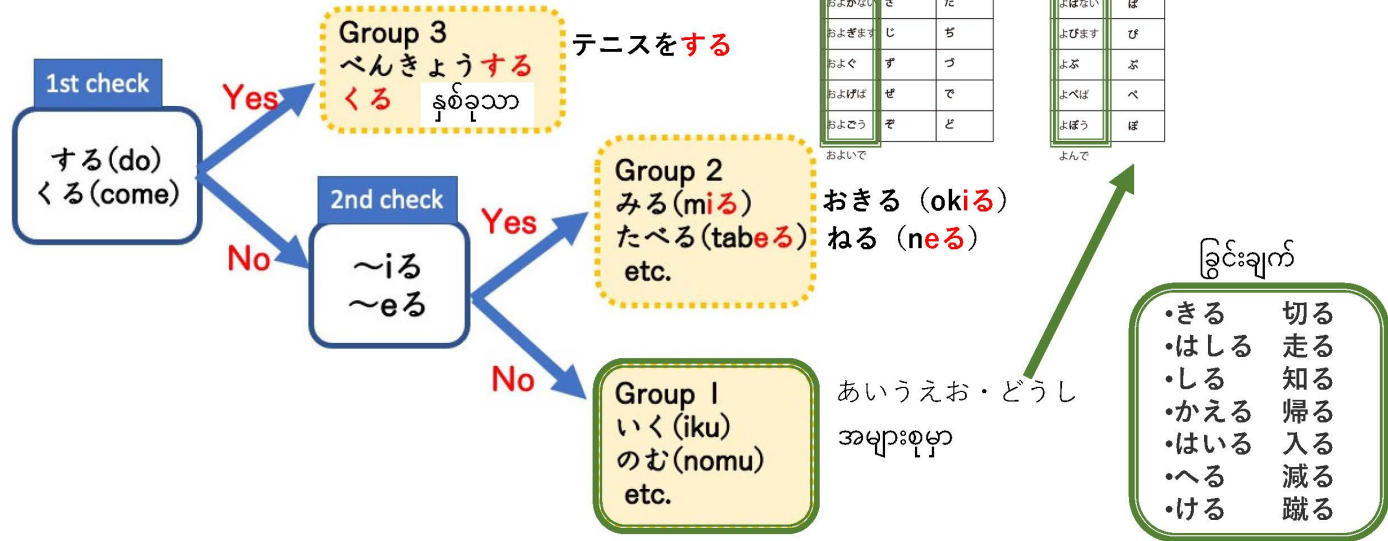 1st check
する(do)
くる(come)
Yes
No
Group 3
べんきょうする
くる
နှစ်ခုသာ
テニスをする
2nd check
～iる
～eる
Yes
No
Group 2
みる(miる)
たべる(tabeる)
etc.
おきる（okiる）
ねる（neる）
Group 1
いく(iku)
のむ(nomu)
etc.
あいうえお・どうし
အများစုမှာ
およがない ざ だ
およぎます じ ぢ
およぐ ず づ
およげば ぜ で
およごう ぞ ど
およいで
よばない ば
よびます び
よぶ ぶ
よべば べ
よぼう ぼ
よんで
ခြွင်းချက်
•きる 切る
•はしる 走る
•しる 知る
•かえる 帰る
•はいる 入る
•へる 減る
•ける 蹴る